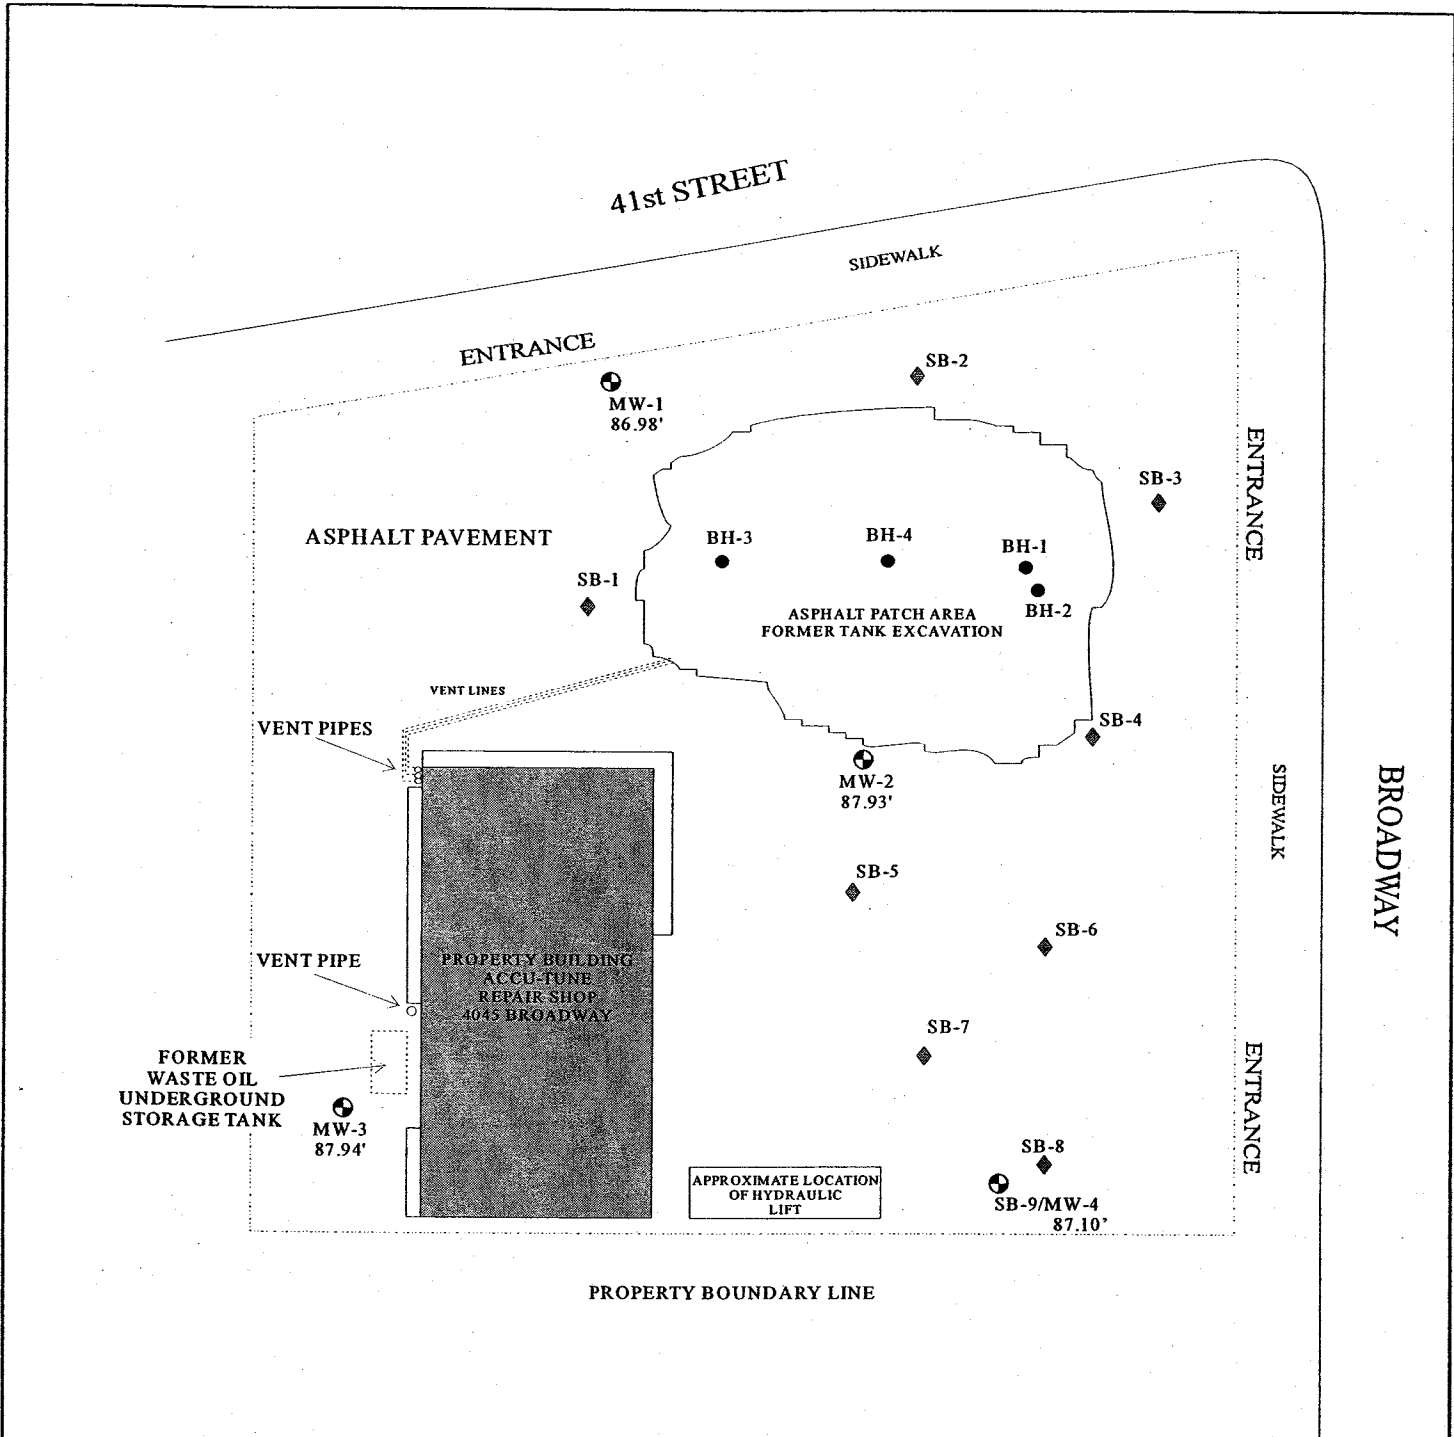 41st STREET
SIDEWALK
ENTRANCE
SB-2
MW-1
86.98'
ENTRANCE
SB-3
ASPHALT PAVEMENT
BH-3
BH-4
BH-1
SB-1
BH-2
ASPHALT PATCH AREA
FORMER TANK EXCAVATION
VENT LINES
VENT PIPES
SB-4
MW-2
87.93'
SIDEWALK
BROADWAY
SB-5
SB-6
VENT PIPE
PROPERTY BUILDING
ACCU-TUNE
REPAIR SHOP
4045 BROADWAY
SB-7
FORMER
WASTE OIL
UNDERGROUND
STORAGE TANK
ENTRANCE
MW-3
87.94'
SB-8
APPROXIMATE LOCATION
OF HYDRAULIC
LIFT
SB-9/MW-4
87.10'
PROPERTY BOUNDARY LINE